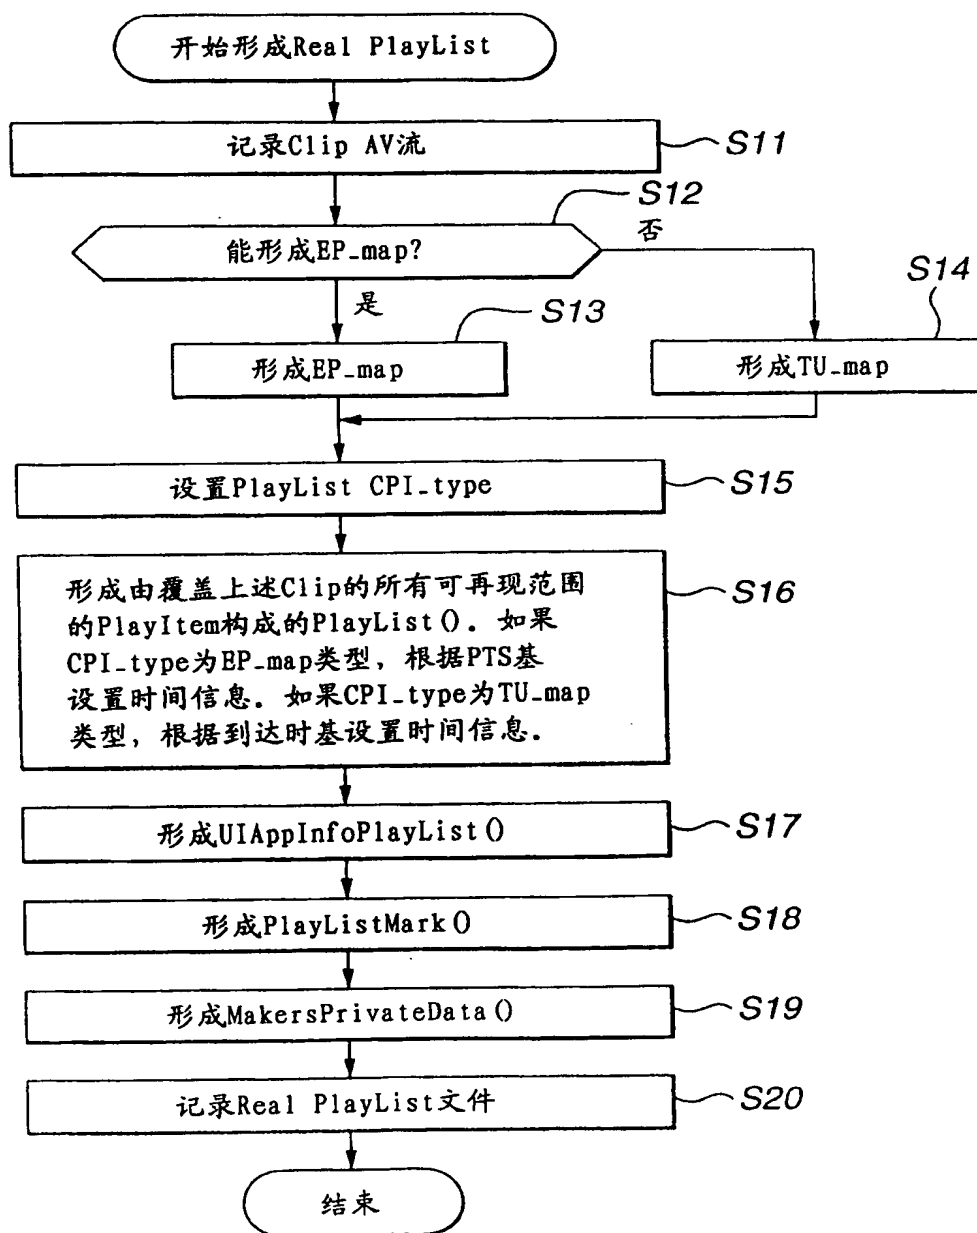 开始形成Real PlayList
记录Clip AV流
S11
S12
能形成EP_map?
否
是
S13
S14
形成EP_map
形成TU_map
设置PlayList CPI_type
S15
形成由覆盖上述Clip的所有可再现范围
的PlayItem构成的PlayList()。如果
CPI_type为EP_map类型，根据PTS基
设置时间信息。如果CPI_type为TU_map
类型，根据到达时基设置时间信息。
S16
形成UIAppInfoPlayList()
S17
形成PlayListMark()
S18
形成MakersPrivateData()
S19
记录Real PlayList文件
S20
结束